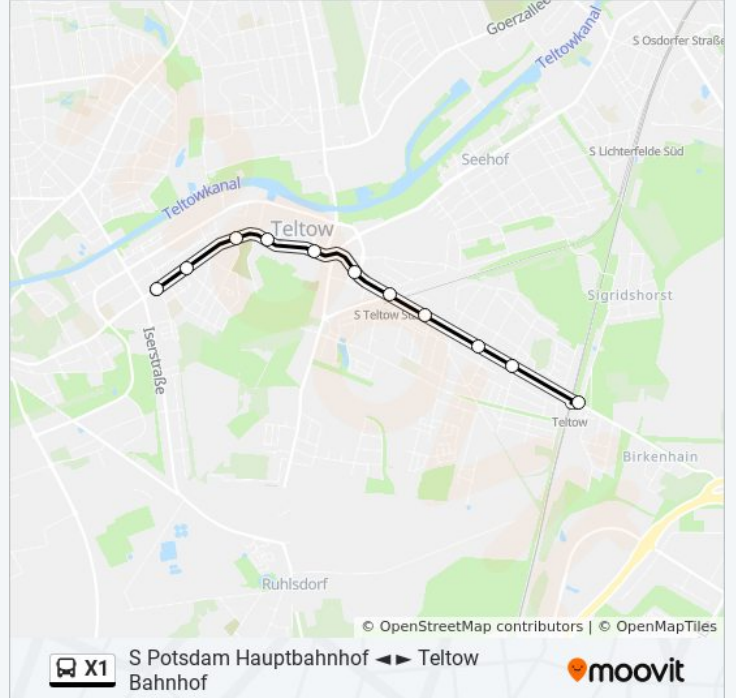 Goerzallee
Teltowkanal
S Osdorfer Straße
S Lichterfelde Süd
Seehof
Teltowkanal
Teltow
Sigridshorst
S Teltow Sta
Iserstraße
Teltow
Birkenhain
Ruhlsdorf
© OpenStreetMap contributors | © OpenMapTiles
X1
S Potsdam Hauptbahnhof ◄► Teltow
Bahnhof
moovit